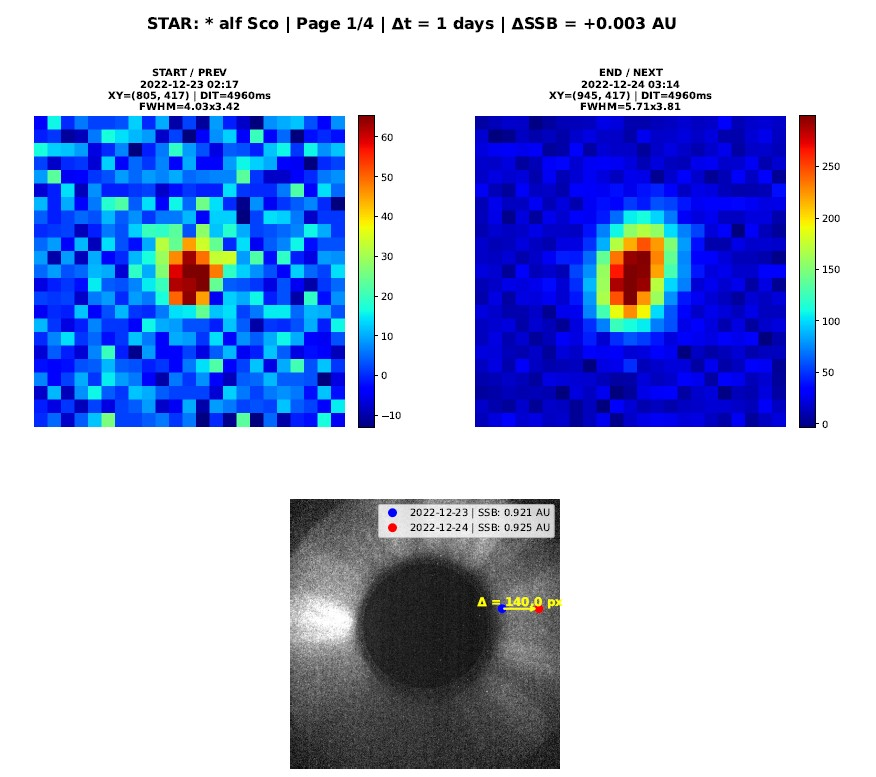 STAR: * alf Sco | Page 1/4 | Δt = 1 days | ΔSSB = +0.003 AU
START / PREV
2022-12-23 02:17
XY=(805, 417) | DIT=4960ms
FWHM=4.03x3.42
60
50
40
30
20
10
0
−10
END / NEXT
2022-12-24 03:14
XY=(945, 417) | DIT=4960ms
FWHM=5.71x3.81
250
200
150
100
50
0
2022-12-23 | SSB: 0.921 AU
2022-12-24 | SSB: 0.925 AU
Δ = 140.0 px